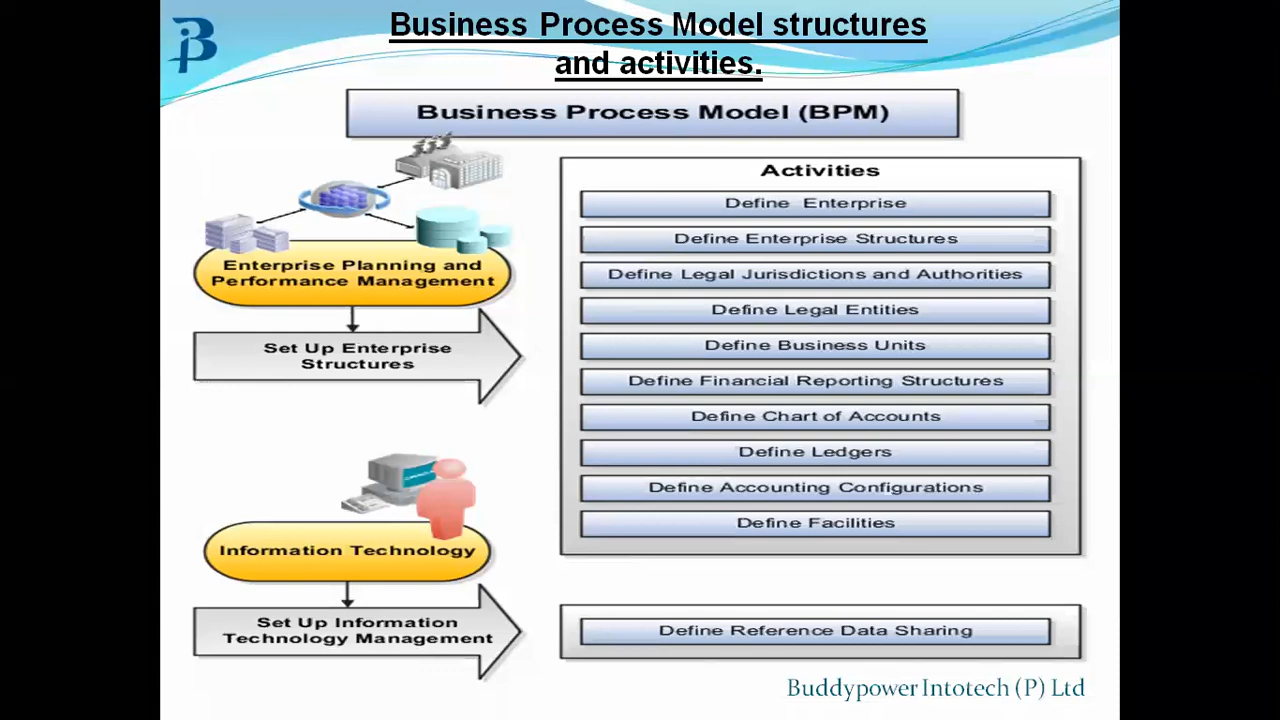 Business Process Model structures
and activities.
Business Process Model (BPM)
Enterprise Planning and
Performance Management
Set Up Enterprise
Structures
Activities
Define Enterprise
Define Enterprise Structures
Define Legal Jurisdictions and Authorities
Define Legal Entities
Define Business Units
Define Financial Reporting Structures
Define Chart of Accounts
Define Ledgers
Define Accounting Configurations
Define Facilities
Information Technology
Set Up Information
Technology Management
Define Reference Data Sharing
Buddypower Intotech (P) Ltd